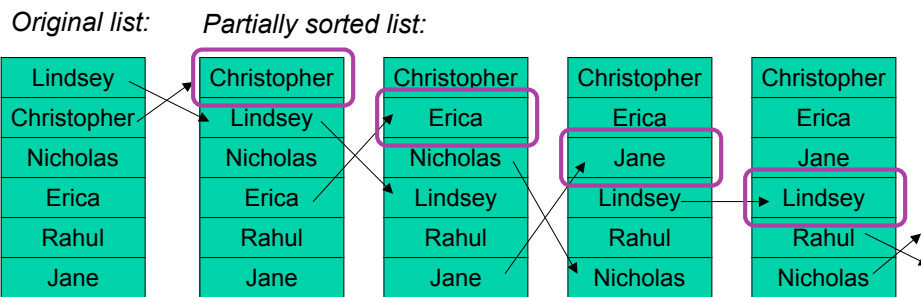 Original list: Partially sorted list:
Lindsey Christopher Christopher Christopher Christopher
Christopher Lindsey Erica Erica Erica
Nicholas Nicholas Nicholas Jane Jane
Erica Erica Lindsey Lindsey Lindsey
Rahul Rahul Rahul Rahul Rahul
Jane Jane Jane Nicholas Nicholas